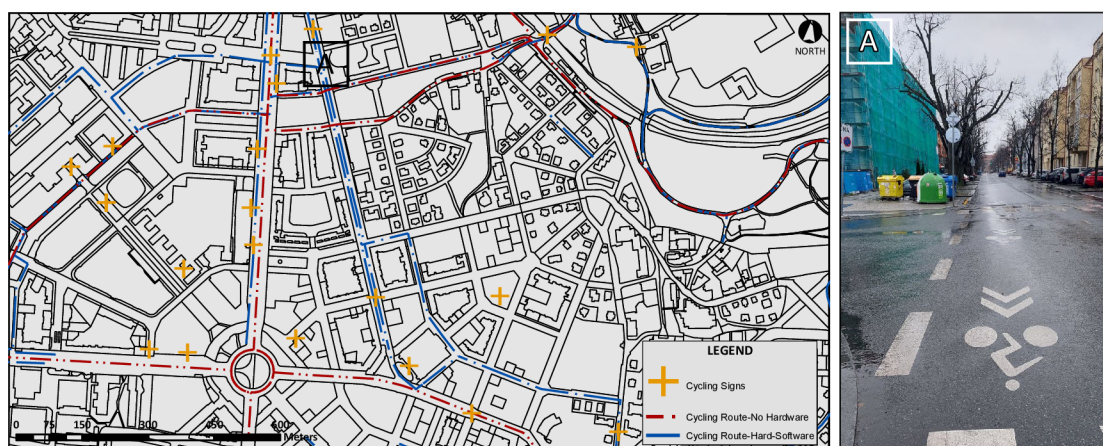 A
NORTH
LEGEND
Cycling Signs
Cycling Route-No Hardware
Cycling Route-Hard-Software
0 75 150 300 450 600
Meters
A